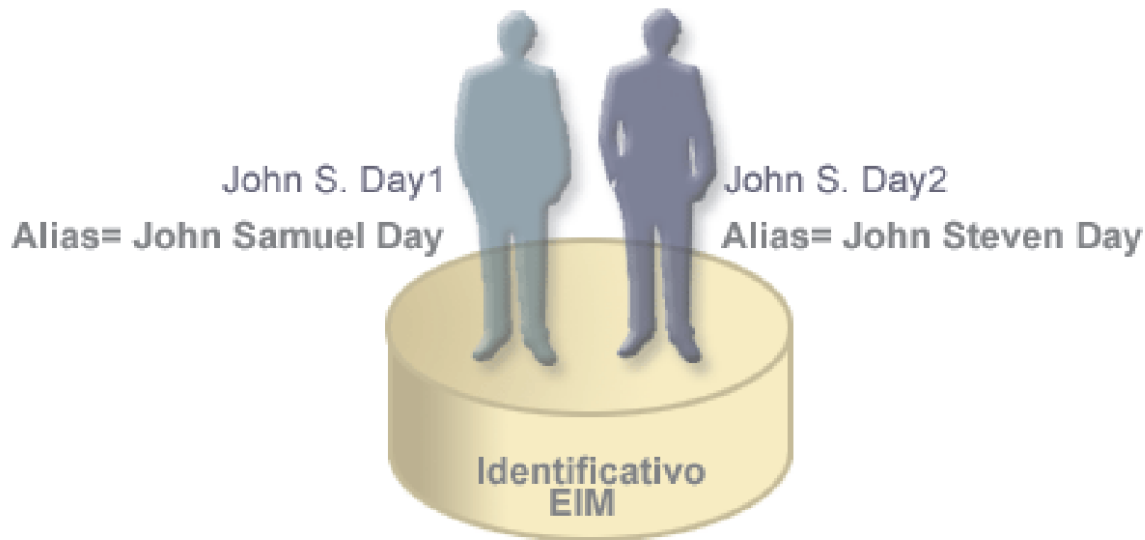 John S. Day1
Alias= John Samuel Day
John S. Day2
Alias= John Steven Day
Identificativo
EIM